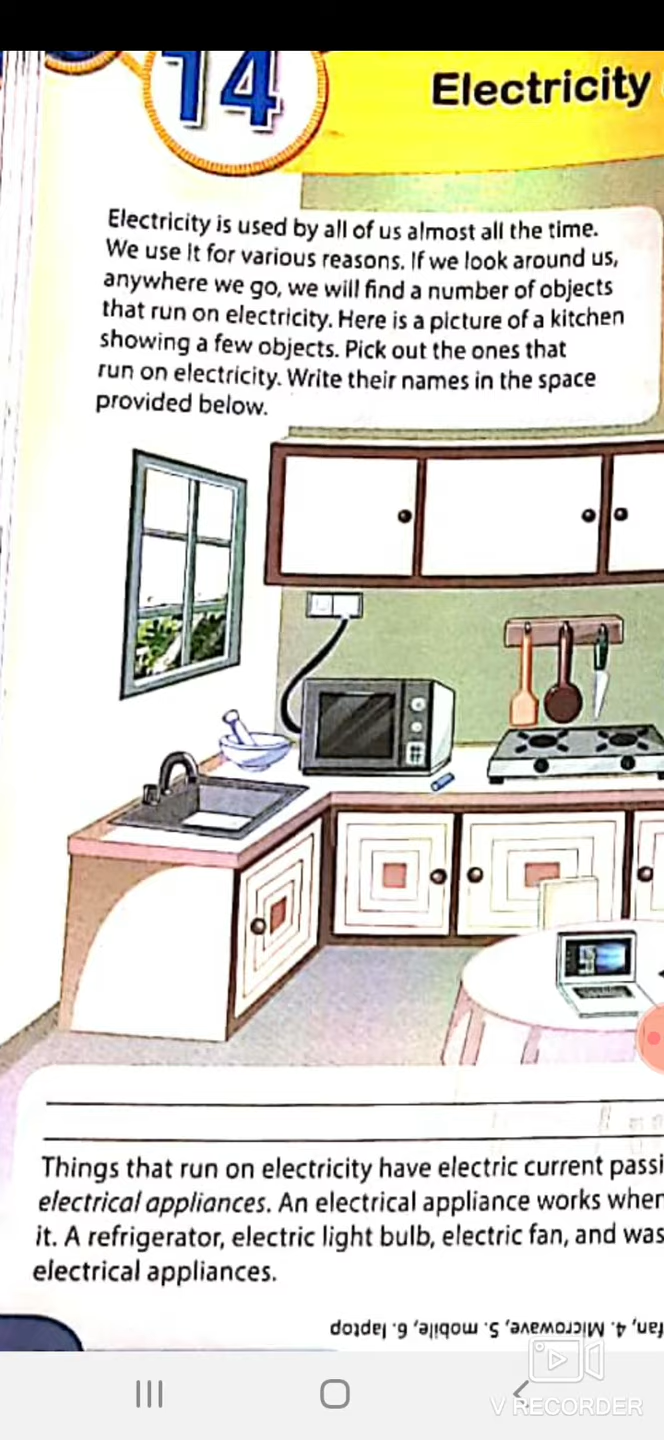 14
Electricity
Electricity is used by all of us almost all the time.
We use it for various reasons. If we look around us,
anywhere we go, we will find a number of objects
that run on electricity. Here is a picture of a kitchen
showing a few objects. Pick out the ones that
run on electricity. Write their names in the space
provided below.
Things that run on electricity have electric current passi
electrical appliances. An electrical appliance works when
it. A refrigerator, electric light bulb, electric fan, and was
electrical appliances.
fan, 4. Microwave, 5. mobile, 6. laptop
V RECORDER